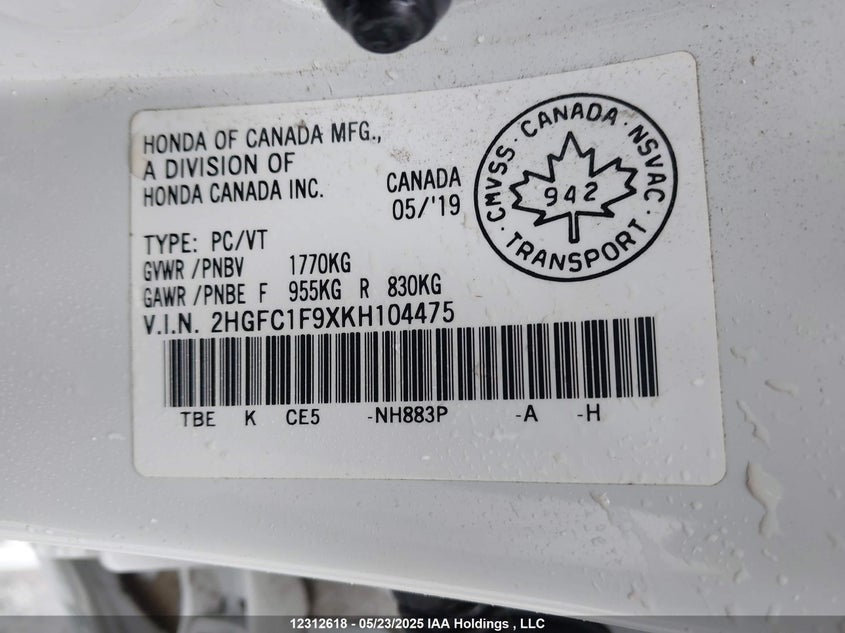 HONDA OF CANADA MFG.,
A DIVISION OF
HONDA CANADA INC.
CANADA
05/'19
CMVSS · CANADA · NSVAC · TRANSPORT ·
942
TYPE: PC/VT
GVWR /PNBV 1770KG
GAWR /PNBE F 955KG R 830KG
V.I.N. 2HGFC1F9XKH104475
TBE K CE5 -NH883P -A -H
12312618 - 05/23/2025 IAA Holdings , LLC